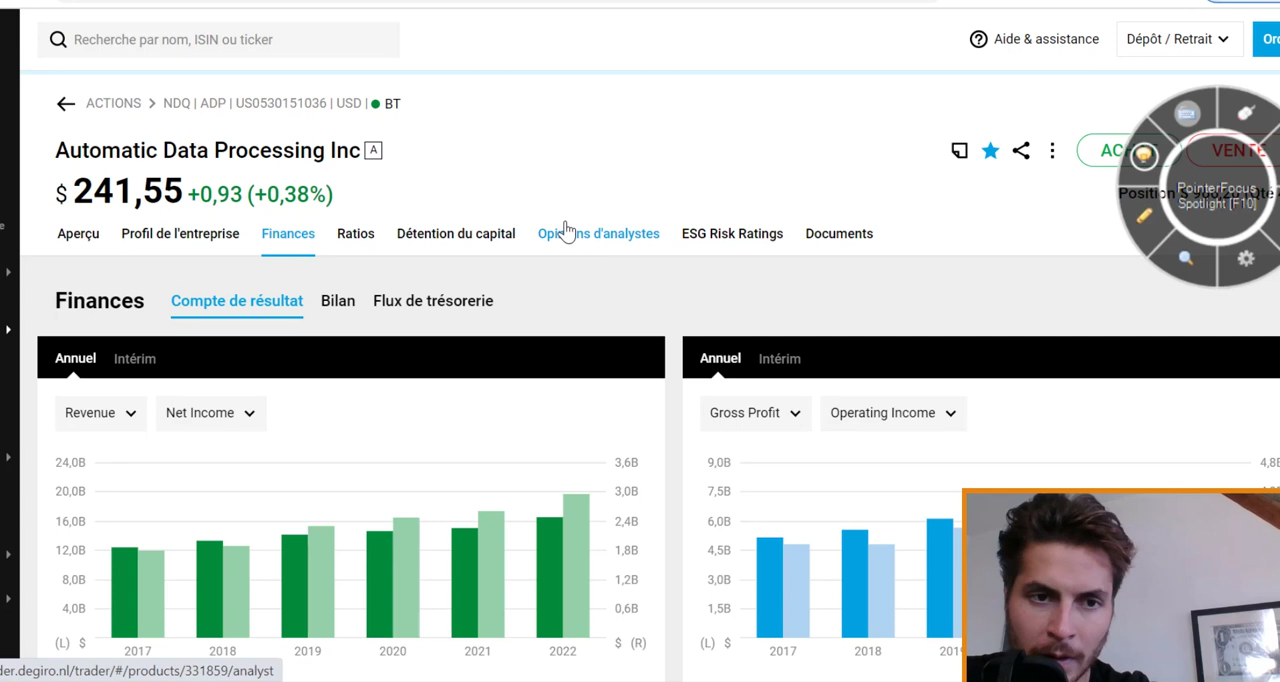 Recherche par nom, ISIN ou ticker
Aide & assistance
Dépôt / Retrait
ACTIONS > NDQ | ADP | US0530151036 | USD | BT
Automatic Data Processing Inc A
$ 241,55 +0,93 (+0,38%)
VENTE
PointerFocus
Spotlight [F10]
Position
Aperçu Profil de l'entreprise Finances Ratios Détention du capital Opinions d'analystes ESG Risk Ratings Documents
Finances Compte de résultat Bilan Flux de trésorerie
Annuel Intérim
Revenue Net Income
24,0B 3,6B
20,0B 3,0B
16,0B 2,4B
12,0B 1,8B
8,0B 1,2B
4,0B 0,6B
(L) $ $ (R)
2017 2018 2019 2020 2021 2022
Annuel Intérim
Gross Profit Operating Income
9,0B 4,8B
7,5B
6,0B
4,5B
3,0B
1,5B
(L) $
2017 2018
der.degiro.nl/trader/#/products/331859/analyst